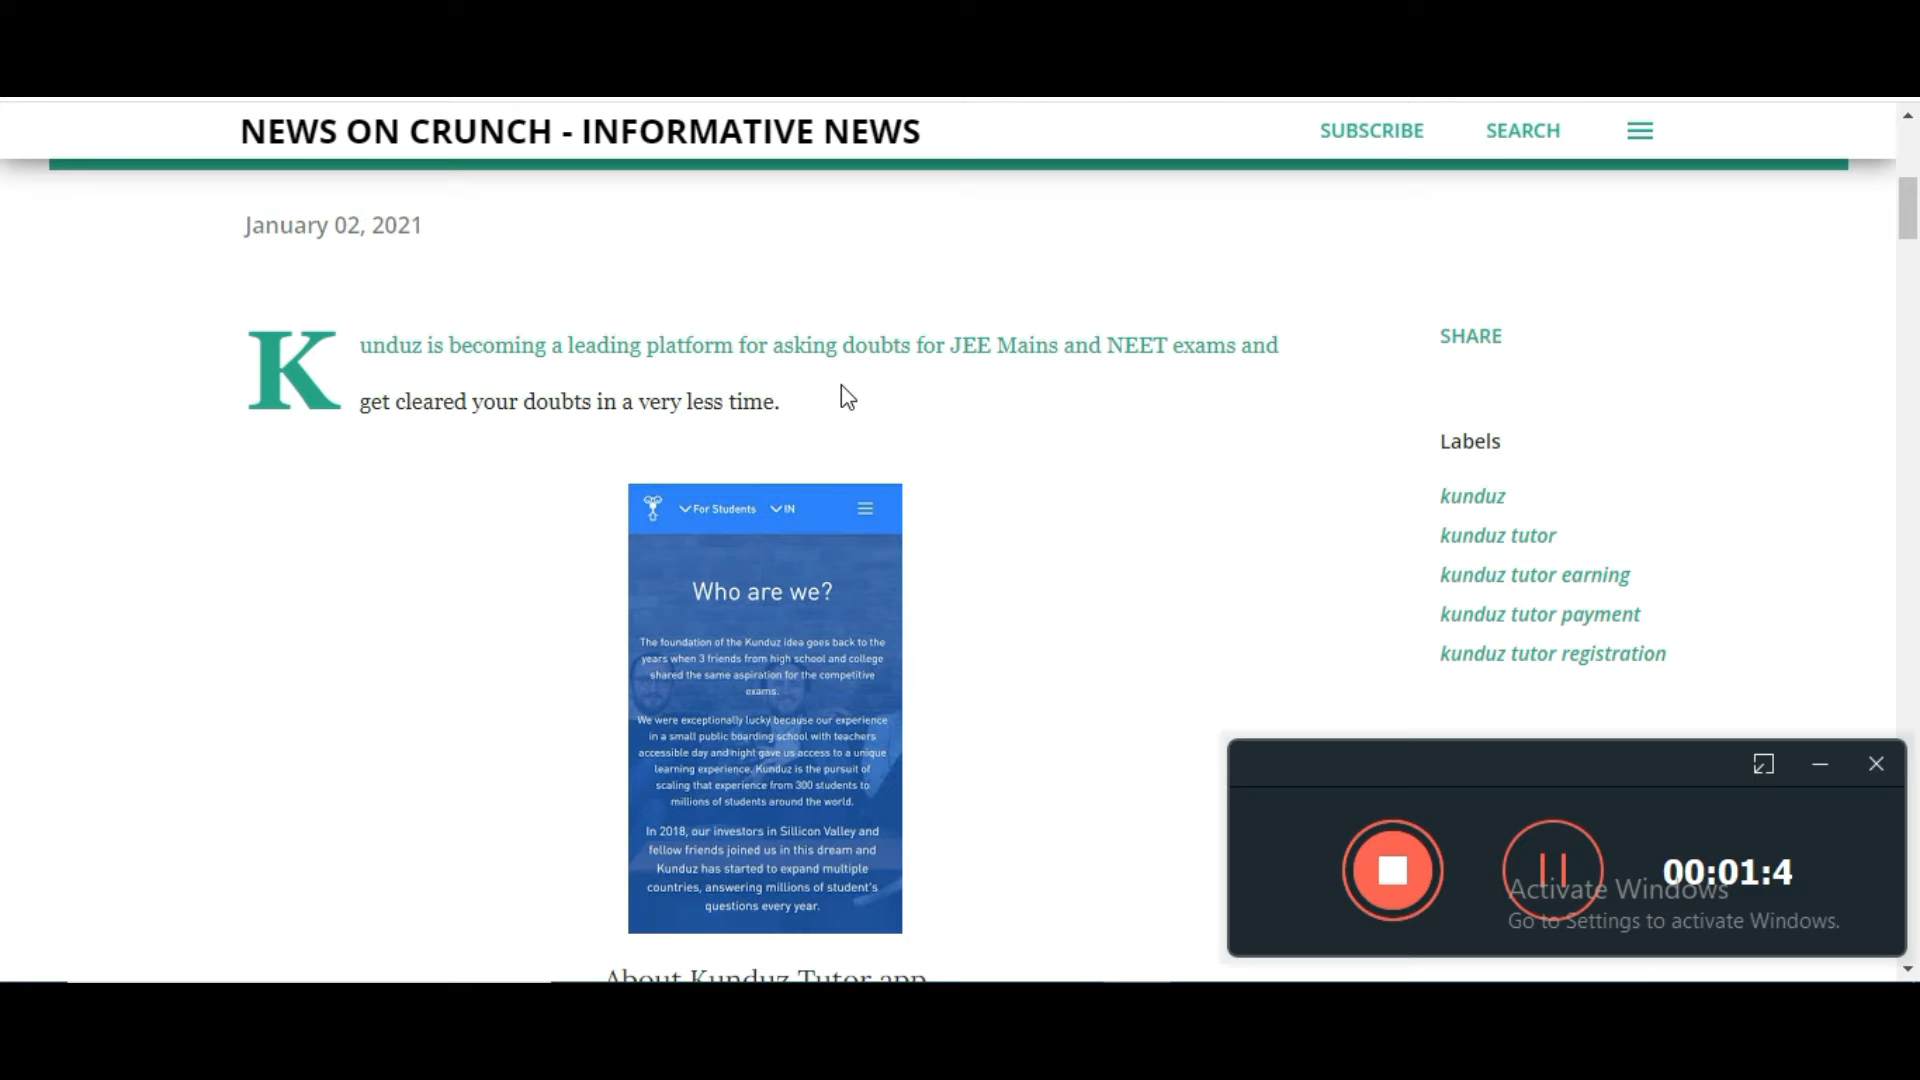 NEWS ON CRUNCH - INFORMATIVE NEWS
SUBSCRIBE
SEARCH
January 02, 2021
Kunduz is becoming a leading platform for asking doubts for JEE Mains and NEET exams and
get cleared your doubts in a very less time.
SHARE
Labels
kunduz
kunduz tutor
kunduz tutor earning
kunduz tutor payment
kunduz tutor registration
For Students
IN
Who are we?
The foundation of the Kunduz idea goes back to the
years when 3 friends from high school and college
shared the same aspiration for the competitive
exams.
We were exceptionally lucky because our experience
in a small public boarding school with teachers
accessible day and night gave us access to a unique
learning experience. Kunduz is the pursuit of
scaling that experience from 300 students to
millions of students around the world.
In 2018, our investors in Sillicon Valley and
fellow friends joined us in this dream and
Kunduz has started to expand multiple
countries, answering millions of student's
questions every year.
About Kunduz Tutor app
00:01:4
Activate Windows
Go to Settings to activate Windows.